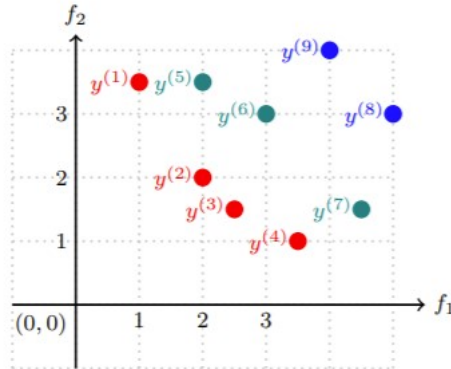 f₂
y⁽⁹⁾
y⁽¹⁾ y⁽⁵⁾
3 y⁽⁶⁾ y⁽⁸⁾
2 y⁽²⁾
y⁽³⁾ y⁽⁷⁾
1 y⁽⁴⁾
f₁
(0, 0) 1 2 3